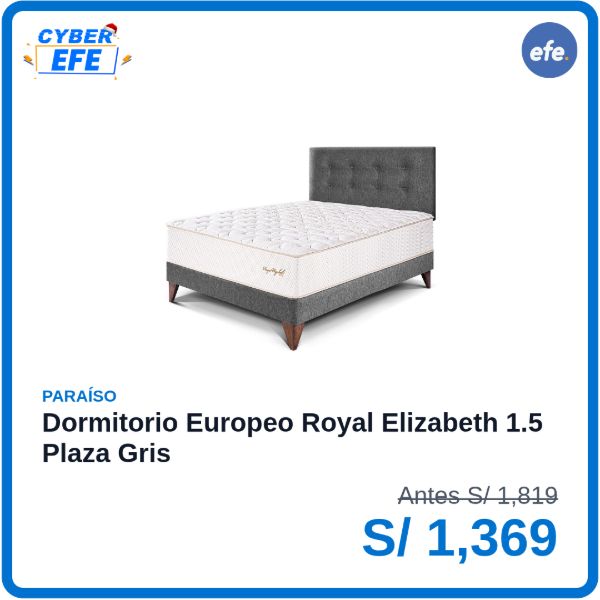 CYBER
EFE
efe.
PARAÍSO
Dormitorio Europeo Royal Elizabeth 1.5
Plaza Gris
Antes S/ 1,819
S/ 1,369